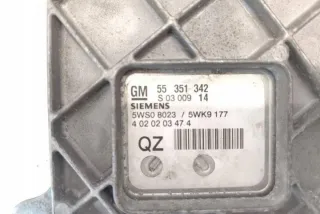 GM 55 351 342
S 03 009 14
SIEMENS
5WS0 8023 / 5WK9 177
4 02 02 03 47 4
QZ